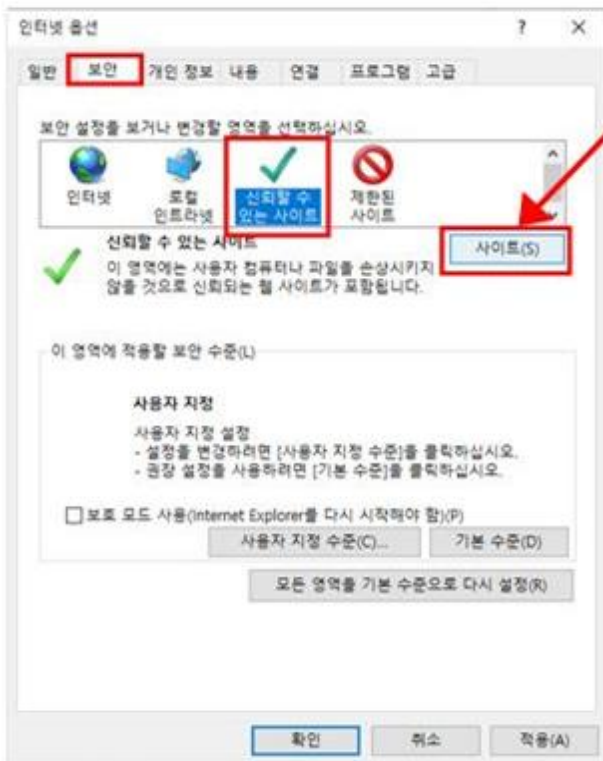 인터넷 옵션 ? ×
일반 보안 개인 정보 내용 연결 프로그램 고급
보안 설정을 보거나 변경할 영역을 선택하십시오.
인터넷 로컬 인트라넷 신뢰할 수 있는 사이트 제한된 사이트
신뢰할 수 있는 사이트
사이트(S)
이 영역에는 사용자 컴퓨터나 파일을 손상시키지
않을 것으로 신뢰되는 웹 사이트가 포함됩니다.
이 영역에 적용할 보안 수준(L)
사용자 지정
사용자 지정 설정
- 설정을 변경하려면 [사용자 지정 수준]을 클릭하십시오.
- 권장 설정을 사용하려면 [기본 수준]을 클릭하십시오.
보호 모드 사용(Internet Explorer를 다시 시작해야 함)(P)
사용자 지정 수준(C)... 기본 수준(D)
모든 영역을 기본 수준으로 다시 설정(R)
확인 취소 적용(A)